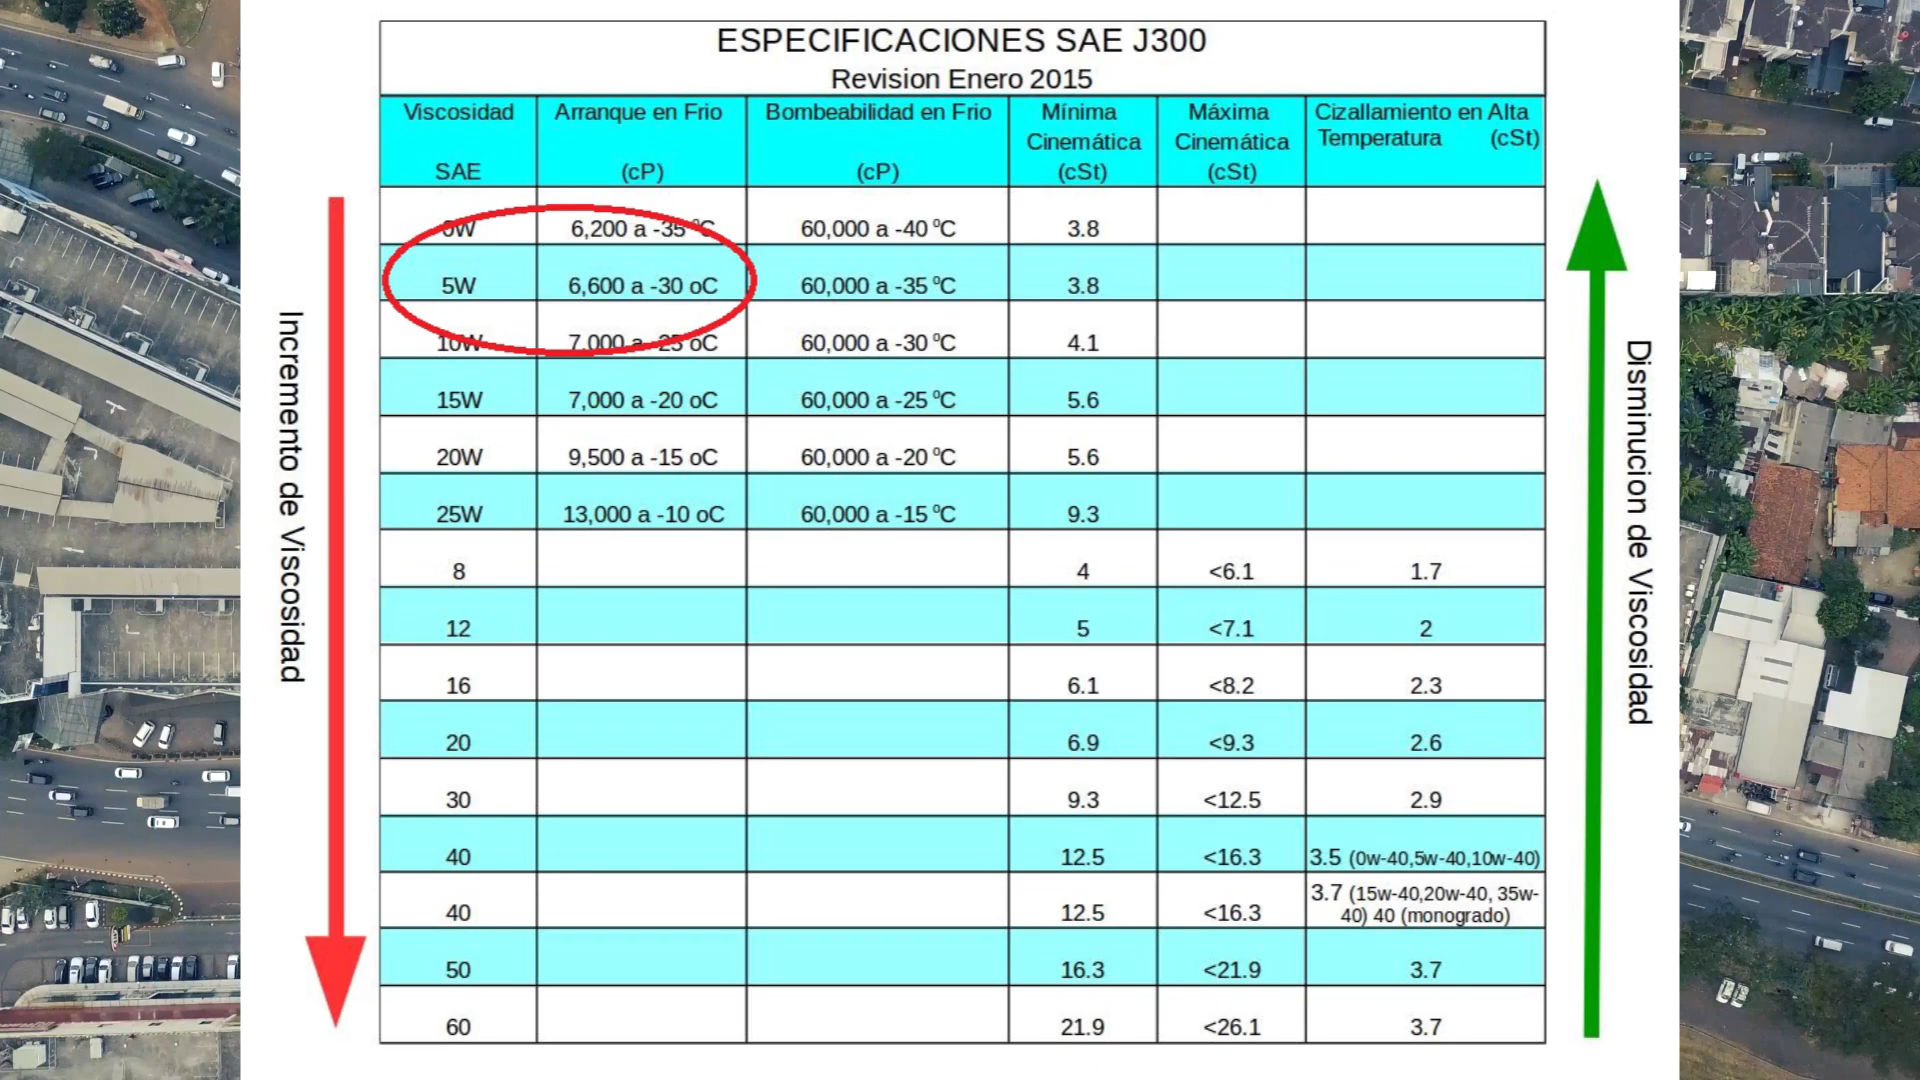 ESPECIFICACIONES SAE J300
Revision Enero 2015
Viscosidad SAE | Arranque en Frio (cP) | Bombeabilidad en Frio (cP) | Mínima Cinemática (cSt) | Máxima Cinemática (cSt) | Cizallamiento en Alta Temperatura (cSt)
0W 6,200 a -35 ºC 60,000 a -40 ºC 3.8
5W 6,600 a -30 oC 60,000 a -35 ºC 3.8
10W 7,000 a -25 oC 60,000 a -30 ºC 4.1
15W 7,000 a -20 oC 60,000 a -25 ºC 5.6
20W 9,500 a -15 oC 60,000 a -20 ºC 5.6
25W 13,000 a -10 oC 60,000 a -15 ºC 9.3
8 4 <6.1 1.7
12 5 <7.1 2
16 6.1 <8.2 2.3
20 6.9 <9.3 2.6
30 9.3 <12.5 2.9
40 12.5 <16.3 3.5 (0w-40,5w-40,10w-40)
40 12.5 <16.3 3.7 (15w-40,20w-40, 35w-40) 40 (monogrado)
50 16.3 <21.9 3.7
60 21.9 <26.1 3.7
Incremento de Viscosidad
Disminucion de Viscosidad